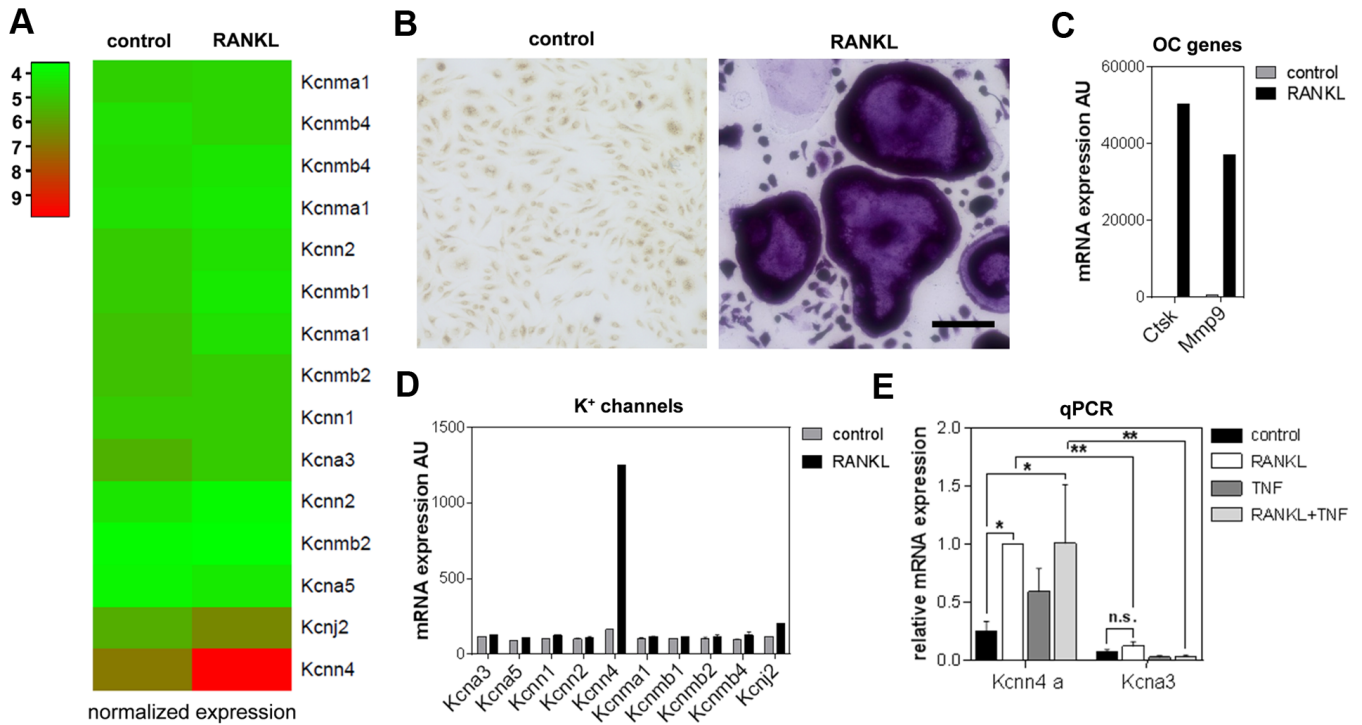 A
control RANKL
4
5
6
7
8
9
Kcnma1
Kcnmb4
Kcnmb4
Kcnma1
Kcnn2
Kcnmb1
Kcnma1
Kcnmb2
Kcnn1
Kcna3
Kcnn2
Kcnmb2
Kcna5
Kcnj2
Kcnn4
normalized expression
B
control RANKL
C
OC genes
mRNA expression AU
60000
40000
20000
0
Ctsk Mmp9
control
RANKL
D
K⁺ channels
mRNA expression AU
1500
1000
500
0
Kcna3 Kcna5 Kcnn1 Kcnn2 Kcnn4 Kcnma1 Kcnmb1 Kcnmb2 Kcnmb4 Kcnj2
control
RANKL
E
qPCR
relative mRNA expression
2.0
1.5
1.0
0.5
0.0
**
**
*
*
n.s.
Kcnn4 a Kcna3
control
RANKL
TNF
RANKL+TNF